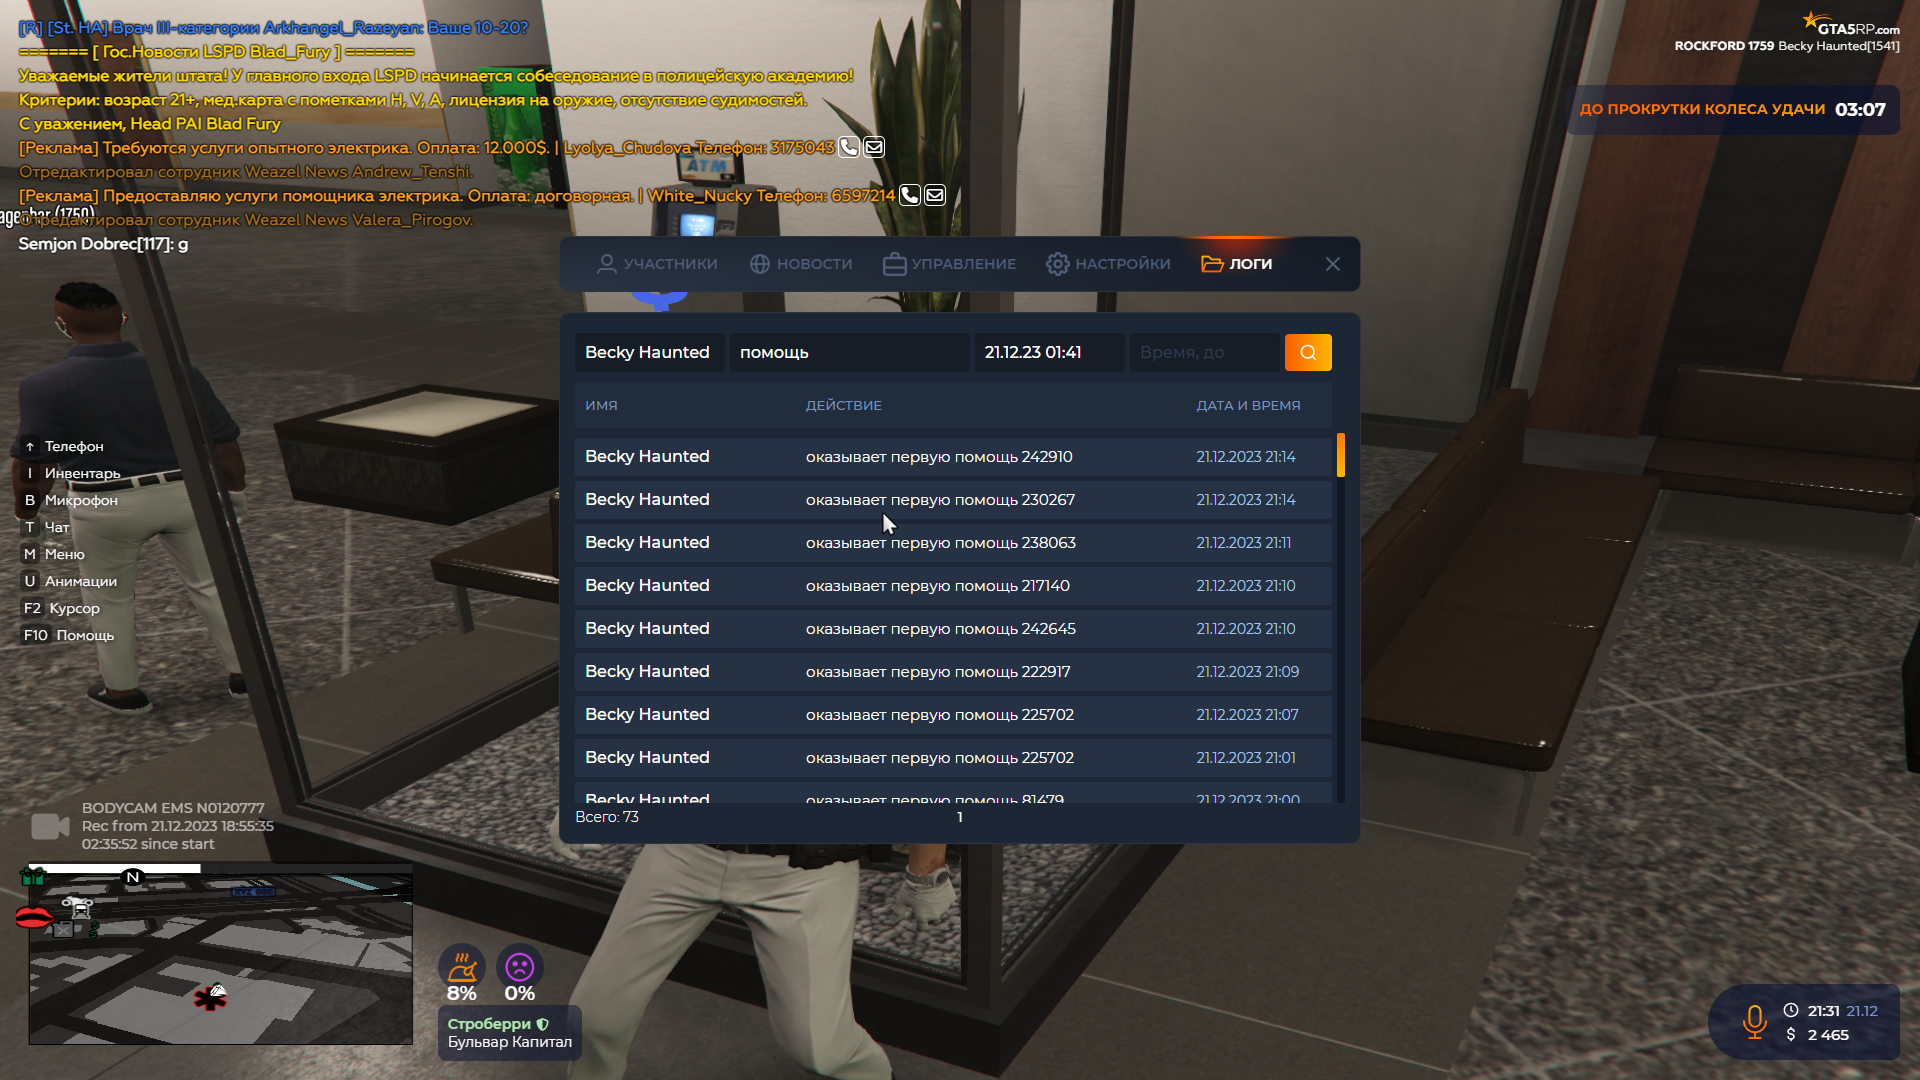 [R] [St. HA] Врач III-категории Arkhangel_Razeyan: Ваше 10-20?
======= [ Гос.Новости LSPD Blad_Fury ] =======
Уважаемые жители штата! У главного входа LSPD начинается собеседование в полицейскую академию!
Критерии: возраст 21+, мед.карта с пометками H, V, A, лицензия на оружие, отсутствие судимостей.
С уважением, Head PAI Blad Fury
[Реклама] Требуются услуги опытного электрика. Оплата: 12.000$. | Lyolya_Chudova Телефон: 3175043
Отредактировал сотрудник Weazel News Andrew_Tenshi.
[Реклама] Предоставляю услуги помощника электрика. Оплата: договорная. | White_Nucky Телефон: 6597214
Отредактировал сотрудник Weazel News Valera_Pirogov.
Semjon Dobrec[117]: g
(1750)
ATM
GTA5RP.com
ROCKFORD 1759 Becky Haunted[1541]
ДО ПРОКРУТКИ КОЛЕСА УДАЧИ 03:07
УЧАСТНИКИ НОВОСТИ УПРАВЛЕНИЕ НАСТРОЙКИ ЛОГИ
Becky Haunted помощь 21.12.23 01:41 Время, до
ИМЯ ДЕЙСТВИЕ ДАТА И ВРЕМЯ
Becky Haunted оказывает первую помощь 242910 21.12.2023 21:14
Becky Haunted оказывает первую помощь 230267 21.12.2023 21:14
Becky Haunted оказывает первую помощь 238063 21.12.2023 21:11
Becky Haunted оказывает первую помощь 217140 21.12.2023 21:10
Becky Haunted оказывает первую помощь 242645 21.12.2023 21:10
Becky Haunted оказывает первую помощь 222917 21.12.2023 21:09
Becky Haunted оказывает первую помощь 225702 21.12.2023 21:07
Becky Haunted оказывает первую помощь 225702 21.12.2023 21:01
Becky Haunted оказывает первую помощь 81479 21.12.2023 21:00
Всего: 73 1
↑ Телефон
I Инвентарь
B Микрофон
T Чат
M Меню
U Анимации
F2 Курсор
F10 Помощь
BODYCAM EMS N0120777
Rec from 21.12.2023 18:55:35
02:35:52 since start
N
8% 0%
Строберри
Бульвар Капитал
21:31 21.12
$ 2 465